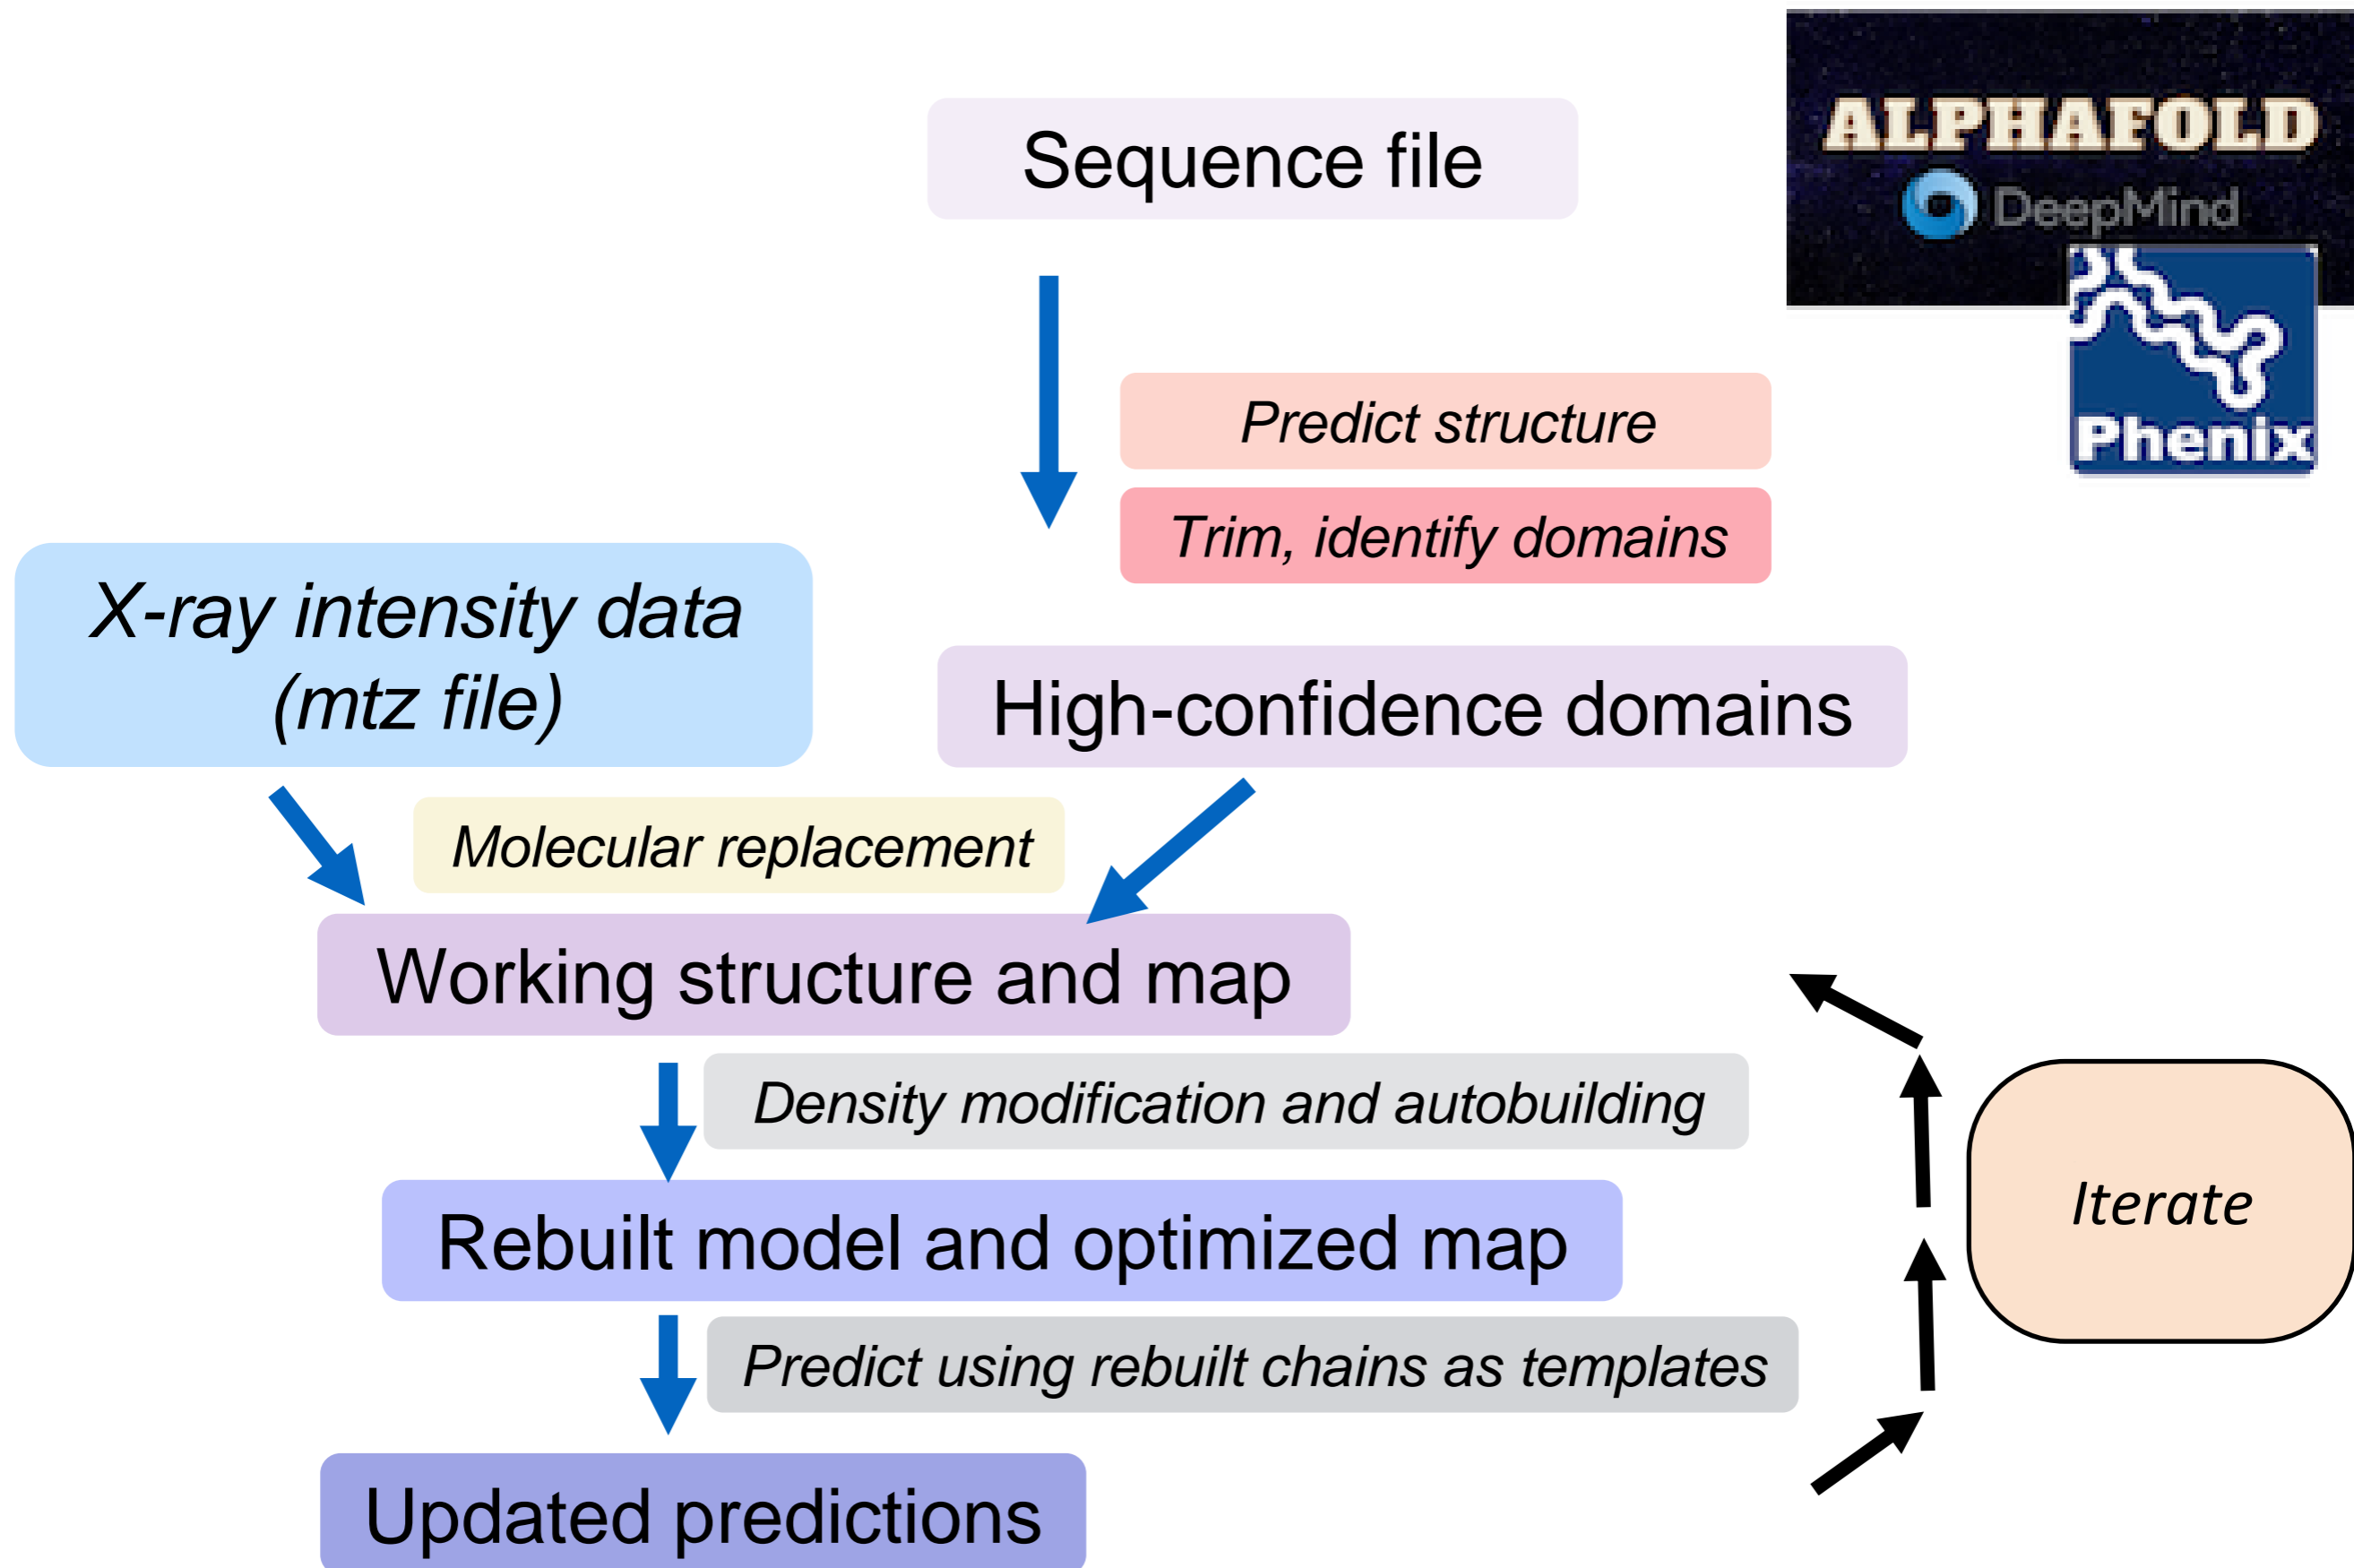 ALPHAFOLD
DeepMind
Phenix
Sequence file
Predict structure
Trim, identify domains
X-ray intensity data
(mtz file)
High-confidence domains
Molecular replacement
Working structure and map
Density modification and autobuilding
Rebuilt model and optimized map
Iterate
Predict using rebuilt chains as templates
Updated predictions